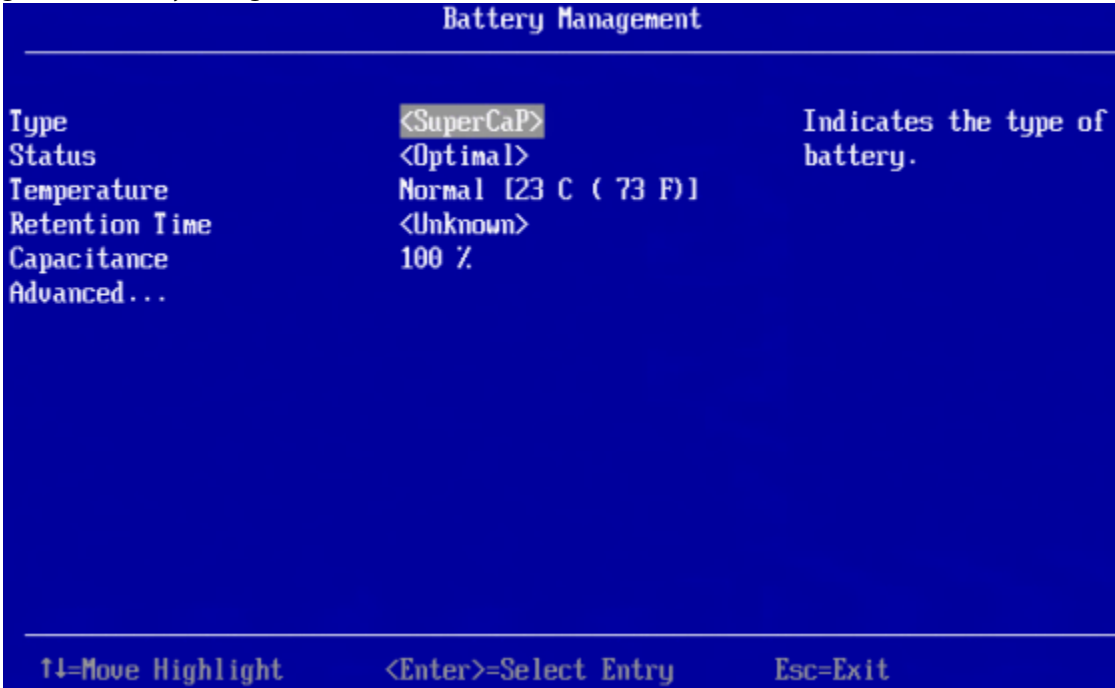 Battery Management
Type <SuperCaP> Indicates the type of
Status <Optimal> battery.
Temperature Normal [23 C ( 73 F)]
Retention Time <Unknown>
Capacitance 100 %
Advanced...
↑↓=Move Highlight <Enter>=Select Entry Esc=Exit